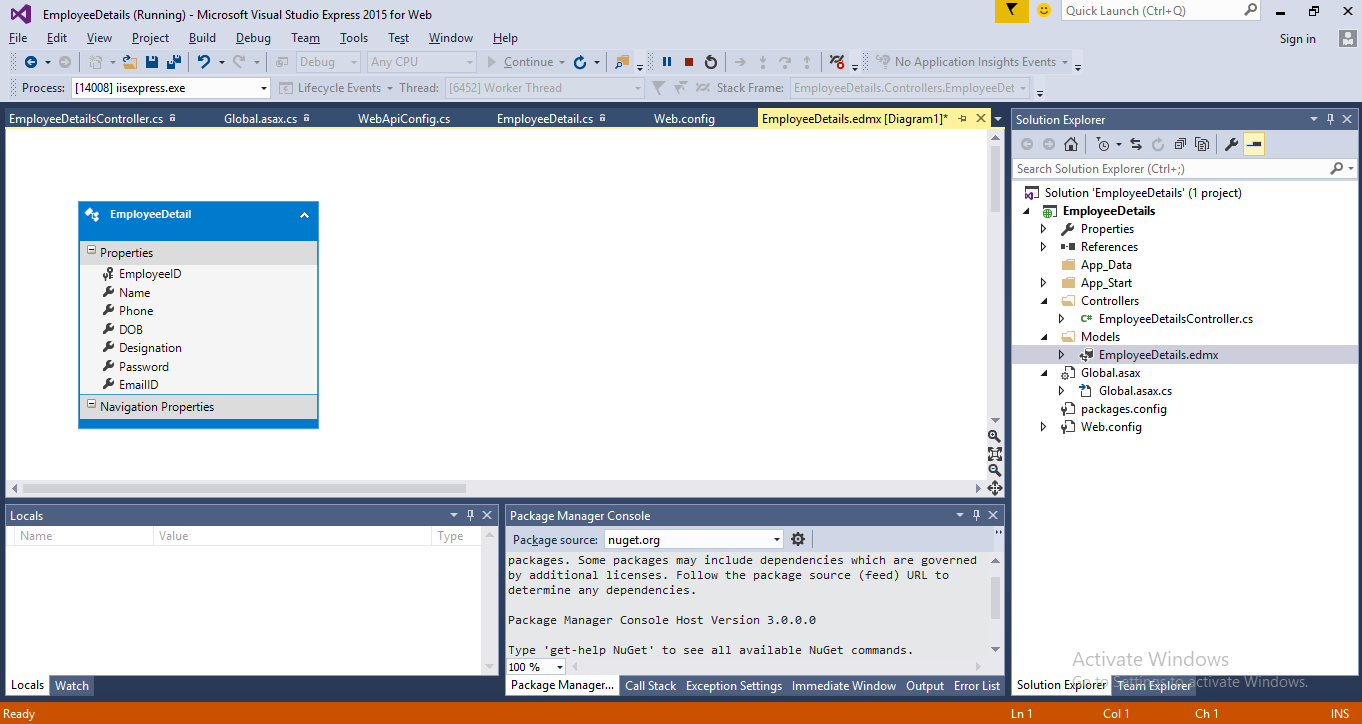 EmployeeDetails (Running) - Microsoft Visual Studio Express 2015 for Web
Quick Launch (Ctrl+Q)
File Edit View Project Build Debug Team Tools Test Window Help
Sign in
Debug Any CPU Continue No Application Insights Events
Process: [14008] iisexpress.exe Lifecycle Events Thread: [6452] Worker Thread Stack Frame: EmployeeDetails.Controllers.EmployeeDet
EmployeeDetailsController.cs Global.asax.cs WebApiConfig.cs EmployeeDetail.cs Web.config EmployeeDetails.edmx [Diagram1]*
EmployeeDetail
Properties
EmployeeID
Name
Phone
DOB
Designation
Password
EmailID
Navigation Properties
Solution Explorer
Search Solution Explorer (Ctrl+;)
Solution 'EmployeeDetails' (1 project)
EmployeeDetails
Properties
References
App_Data
App_Start
Controllers
C# EmployeeDetailsController.cs
Models
EmployeeDetails.edmx
Global.asax
Global.asax.cs
packages.config
Web.config
Locals
Name Value Type
Locals Watch
Package Manager Console
Package source: nuget.org
packages. Some packages may include dependencies which are governed
by additional licenses. Follow the package source (feed) URL to
determine any dependencies.
Package Manager Console Host Version 3.0.0.0
Type 'get-help NuGet' to see all available NuGet commands.
100 %
Package Manager... Call Stack Exception Settings Immediate Window Output Error List
Activate Windows
Go to Settings to activate Windows.
Solution Explorer Team Explorer
Ready Ln 1 Col 1 Ch 1 INS